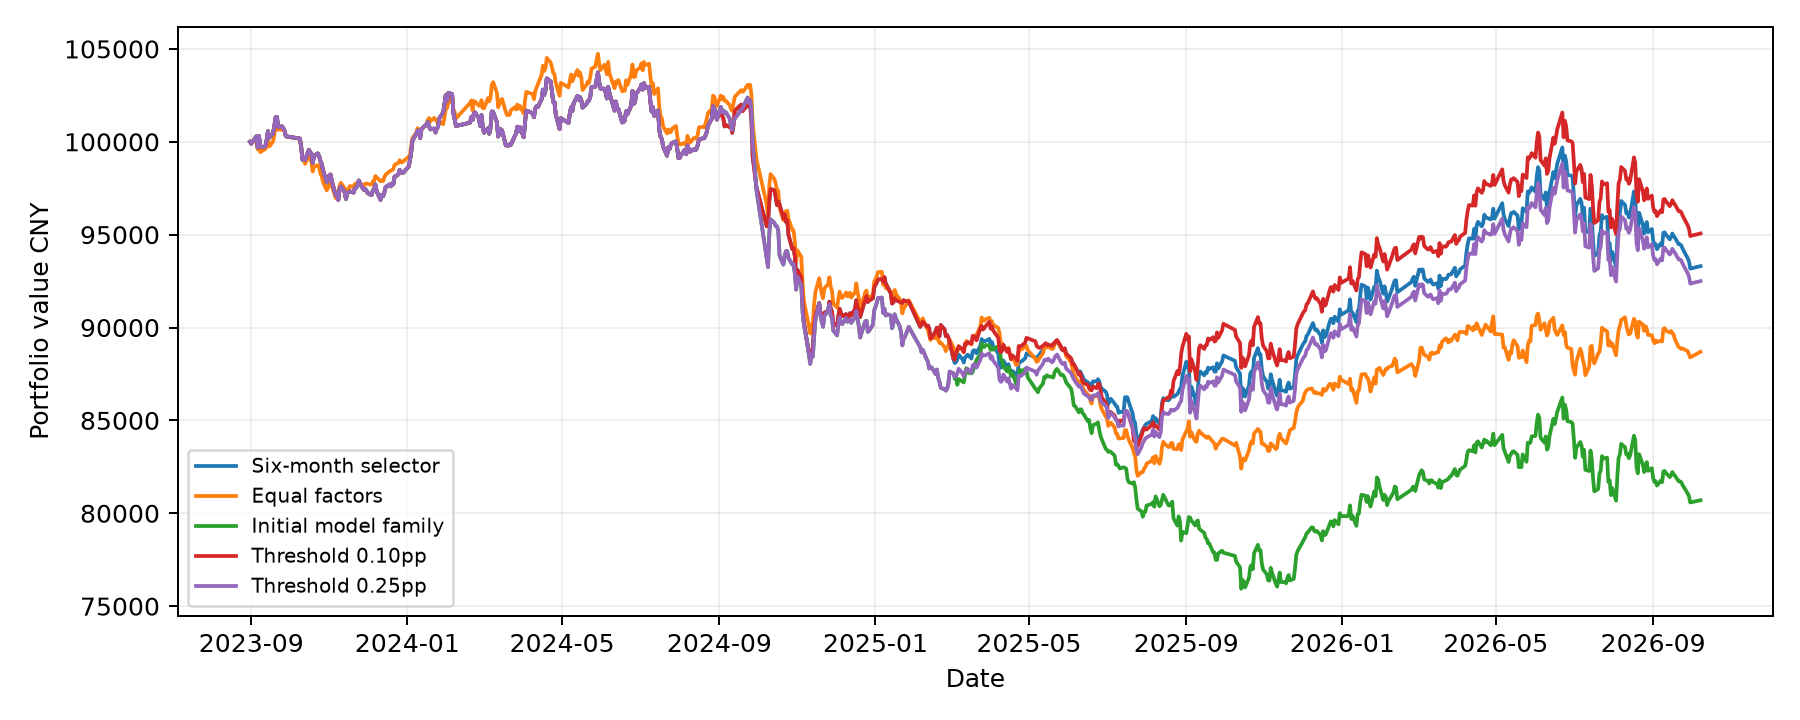 105000
100000
95000
90000
85000
80000
75000
Portfolio value CNY
Six-month selector
Equal factors
Initial model family
Threshold 0.10pp
Threshold 0.25pp
2023-09
2024-01
2024-05
2024-09
2025-01
2025-05
2025-09
2026-01
2026-05
2026-09
Date